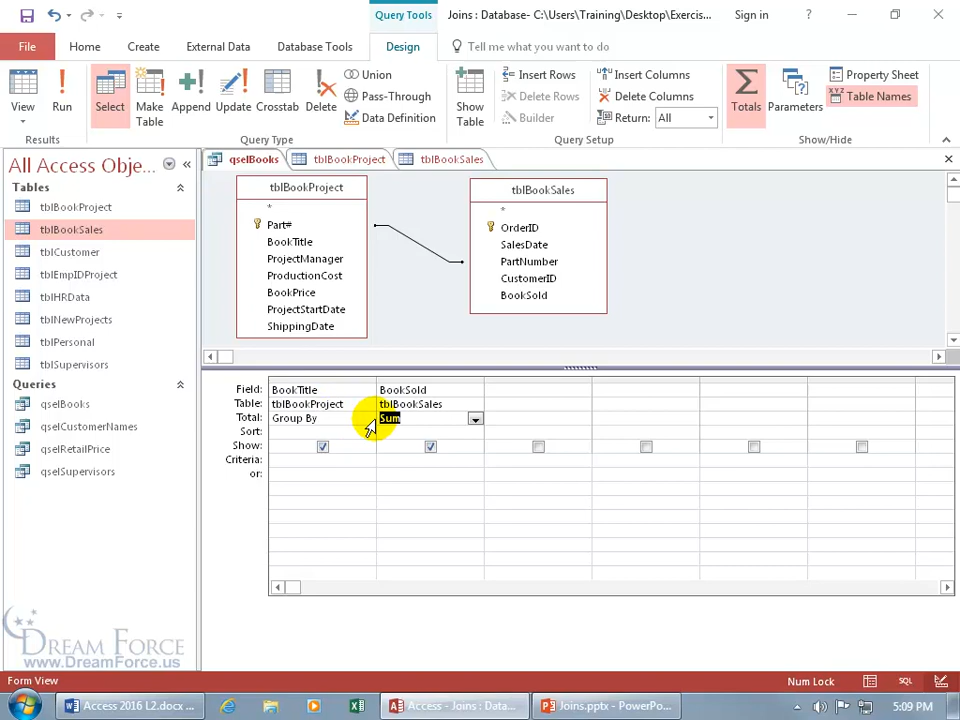 Query Tools
Joins : Database- C:\Users\Training\Desktop\Exercis...
Sign in
?
File
Home
Create
External Data
Database Tools
Design
Tell me what you want to do
View
Run
Select
Make Table
Append
Update
Crosstab
Delete
Union
Pass-Through
Data Definition
Show Table
Insert Rows
Delete Rows
Builder
Insert Columns
Delete Columns
Return: All
Totals
Parameters
Property Sheet
Table Names
Results
Query Type
Query Setup
Show/Hide
All Access Obje...
qselBooks
tblBookProject
tblBookSales
Tables
tblBookProject
tblBookSales
tblCustomer
tblEmpIDProject
tblHRData
tblNewProjects
tblPersonal
tblSupervisors
Queries
qselBooks
qselCustomerNames
qselRetailPrice
qselSupervisors
tblBookProject
*
Part#
BookTitle
ProjectManager
ProductionCost
BookPrice
ProjectStartDate
ShippingDate
tblBookSales
*
OrderID
SalesDate
PartNumber
CustomerID
BookSold
Field: BookTitle BookSold
Table: tblBookProject tblBookSales
Total: Group By Sum
Sort:
Show:
Criteria:
or:
DREAM FORCE
www.DreamForce.us
Form View
Num Lock
SQL
Access 2016 L2.docx ...
Access - Joins : Data...
Joins.pptx - PowerPo...
5:09 PM